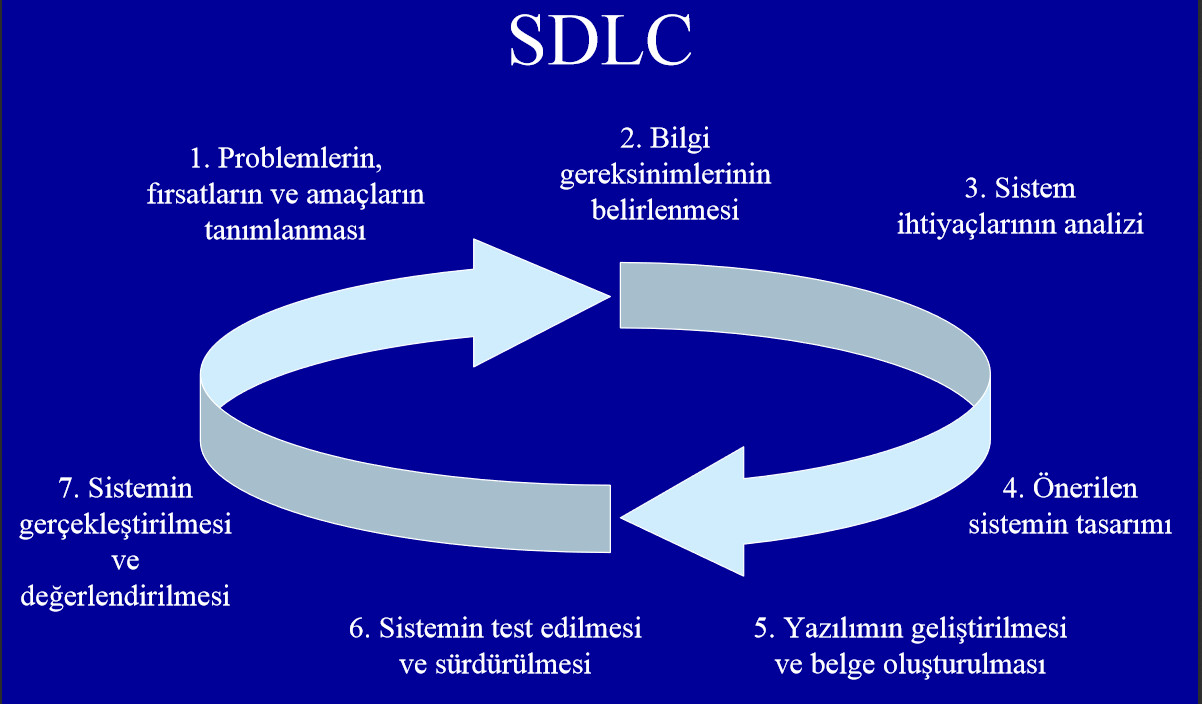 SDLC
1. Problemlerin,
fırsatların ve amaçların
tanımlanması
2. Bilgi
gereksinimlerinin
belirlenmesi
3. Sistem
ihtiyaçlarının analizi
4. Önerilen
sistemin tasarımı
5. Yazılımın geliştirilmesi
ve belge oluşturulması
6. Sistemin test edilmesi
ve sürdürülmesi
7. Sistemin
gerçekleştirilmesi
ve
değerlendirilmesi